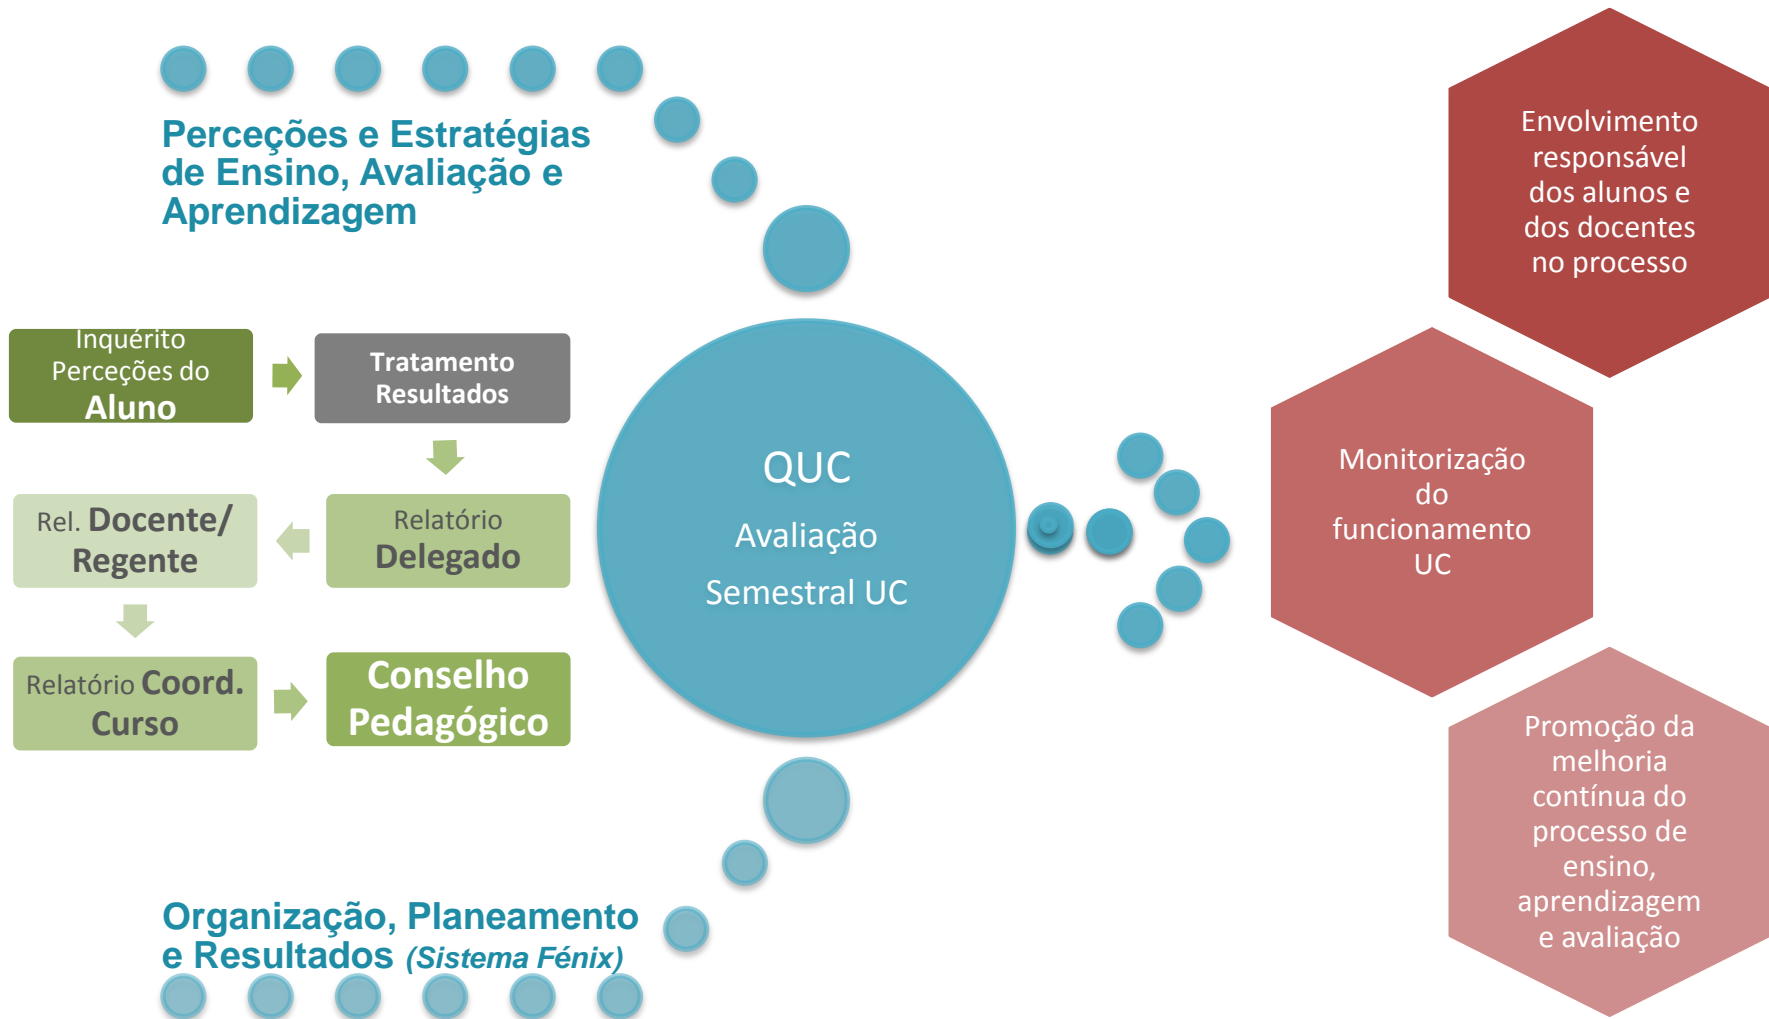 Perceções e Estratégias
de Ensino, Avaliação e
Aprendizagem
Inquérito
Perceções do
Aluno
Tratamento
Resultados
Rel. Docente/
Regente
Relatório
Delegado
Relatório Coord.
Curso
Conselho
Pedagógico
Organização, Planeamento
e Resultados (Sistema Fénix)
QUC
Avaliação
Semestral UC
Envolvimento
responsável
dos alunos e
dos docentes
no processo
Monitorização
do
funcionamento
UC
Promoção da
melhoria
contínua do
processo de
ensino,
aprendizagem
e avaliação